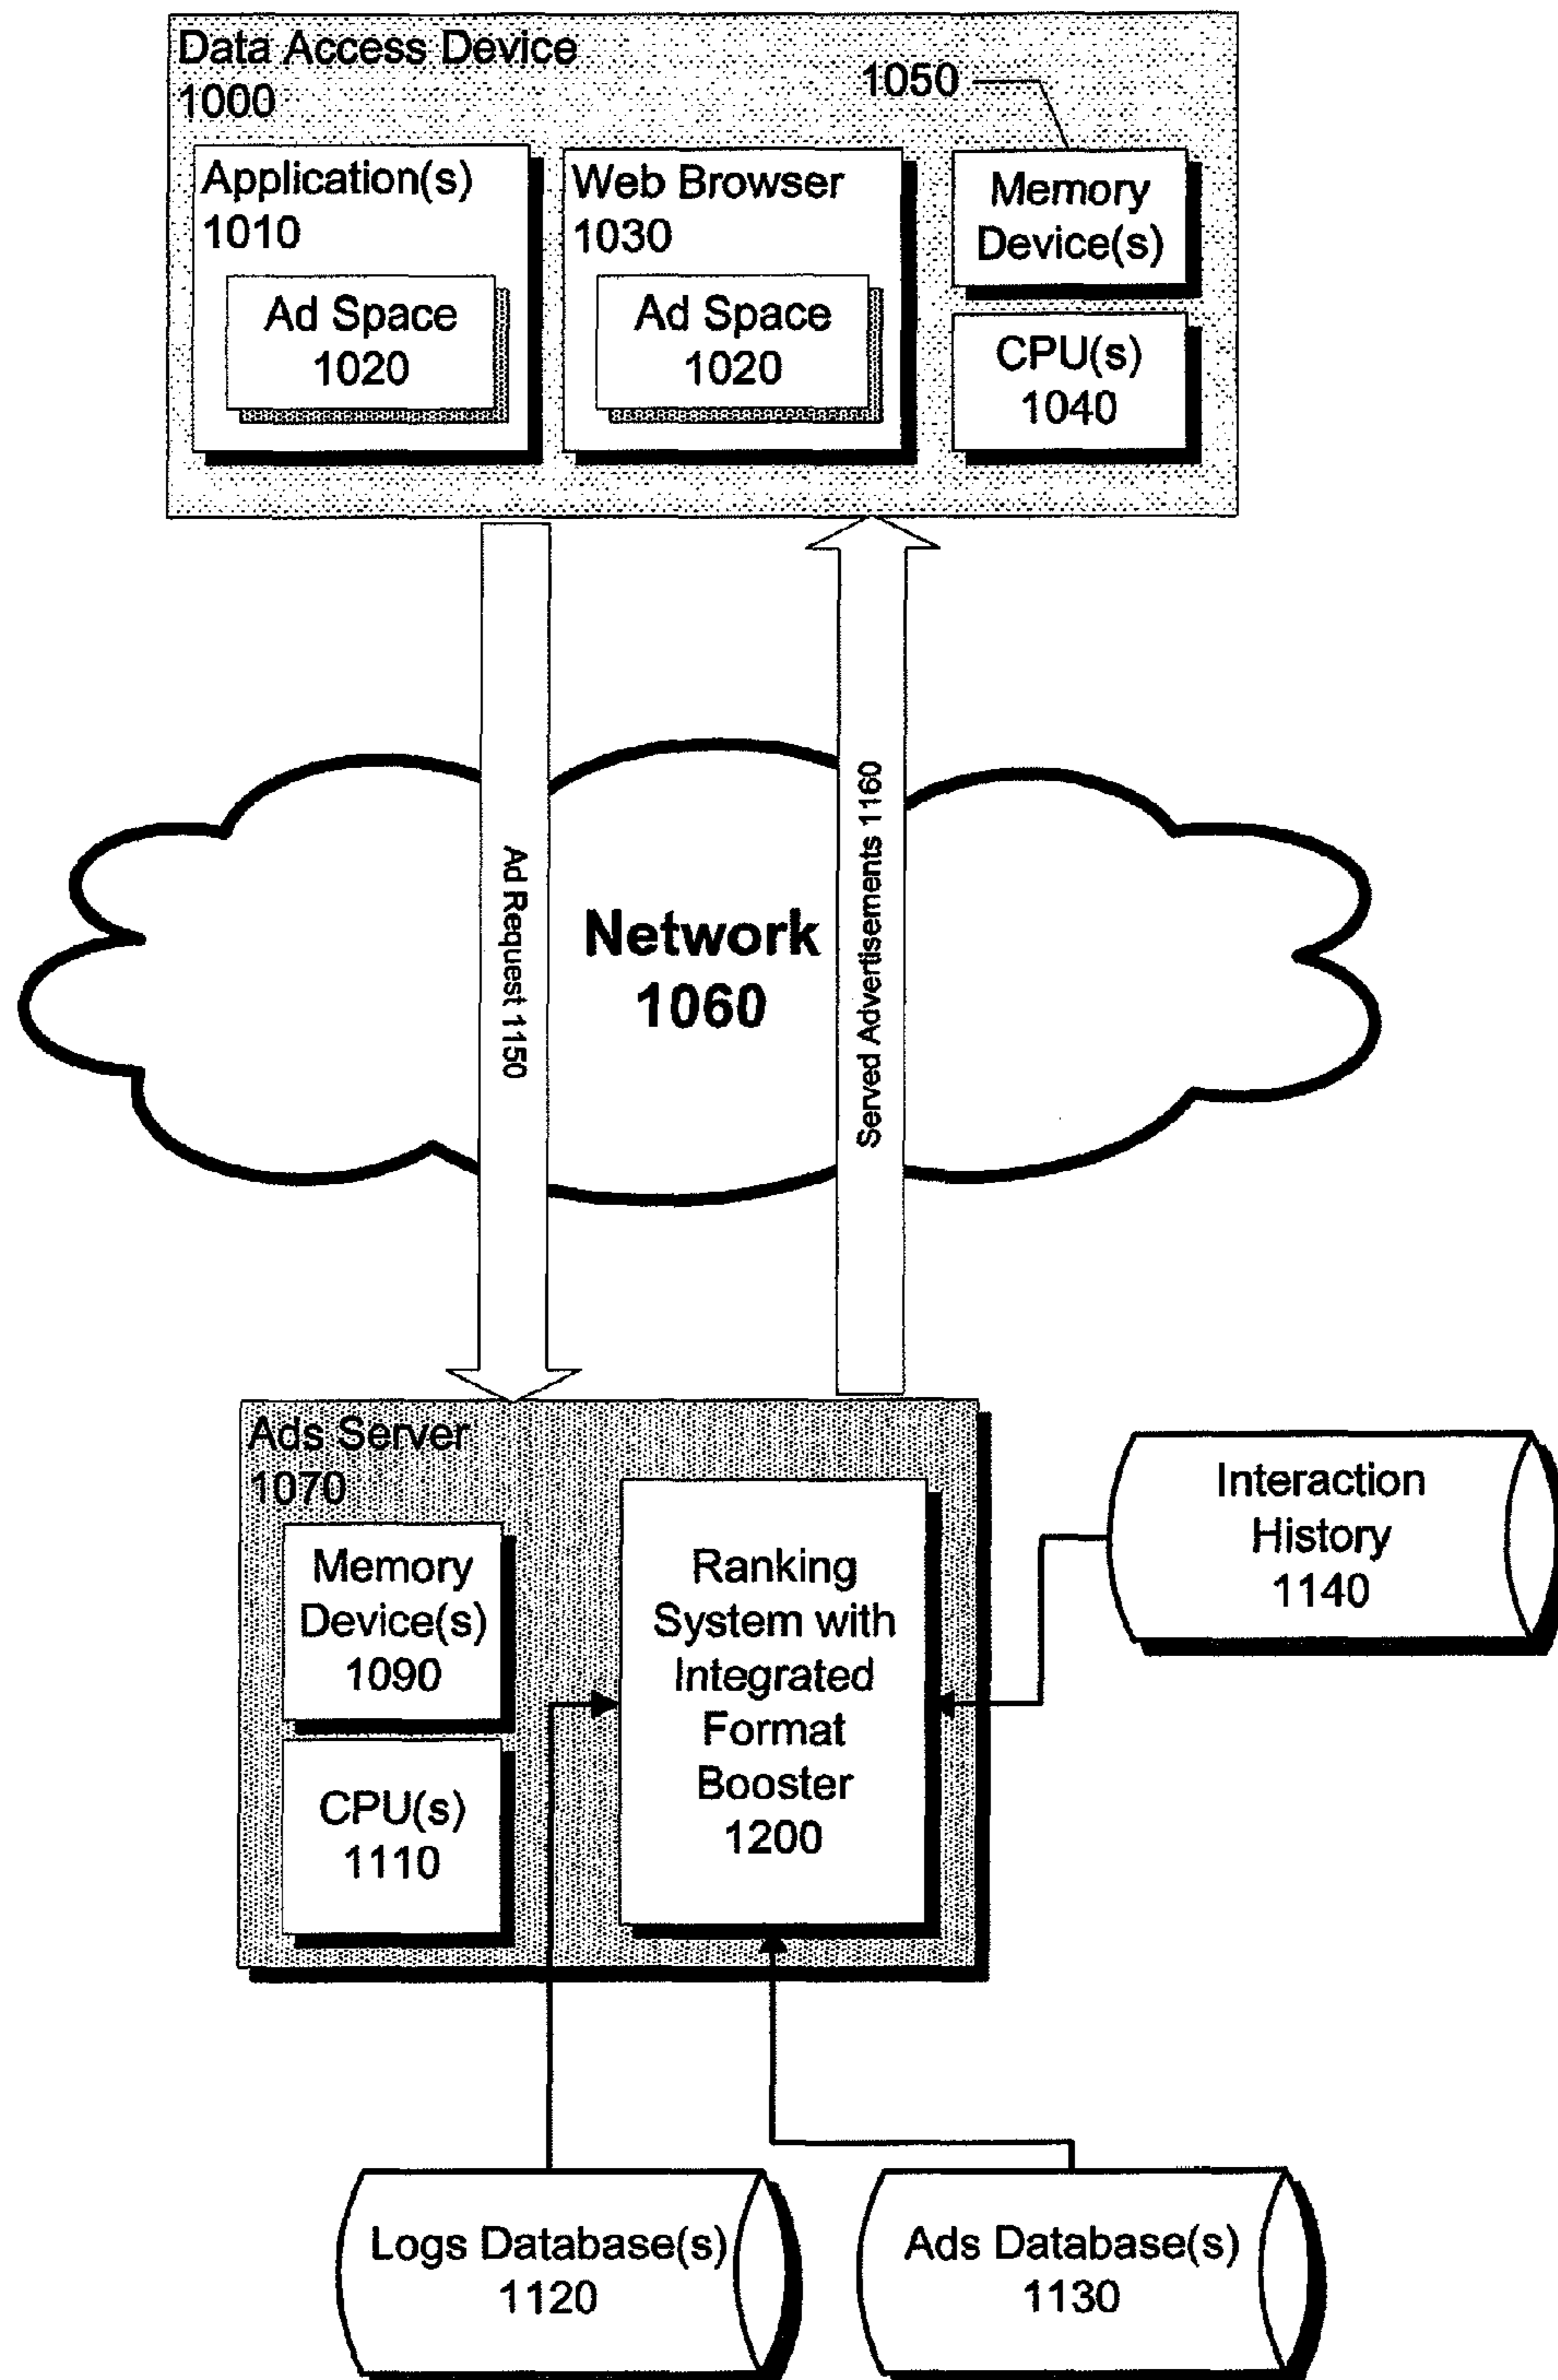 Data Access Device
1000
1050
Application(s)
1010
Ad Space
1020
Web Browser
1030
Ad Space
1020
Memory
Device(s)
CPU(s)
1040
Ad Request 1150
Network
1060
Served Advertisements 1160
Ads Server
1070
Memory
Device(s)
1090
CPU(s)
1110
Ranking
System with
Integrated
Format
Booster
1200
Interaction
History
1140
Logs Database(s)
1120
Ads Database(s)
1130